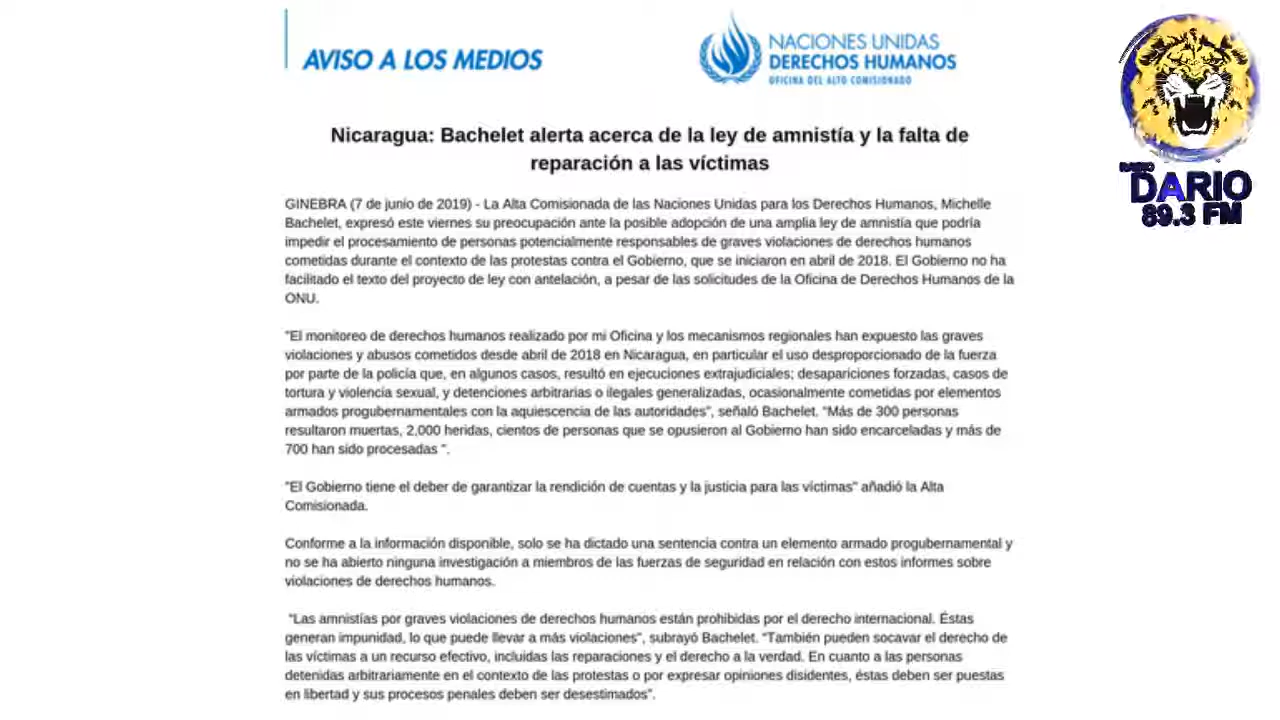 AVISO A LOS MEDIOS
NACIONES UNIDAS
DERECHOS HUMANOS
OFICINA DEL ALTO COMISIONADO
RADIO
DARIO
89.3 FM
Nicaragua: Bachelet alerta acerca de la ley de amnistía y la falta de
reparación a las víctimas
GINEBRA (7 de junio de 2019) - La Alta Comisionada de las Naciones Unidas para los Derechos Humanos, Michelle
Bachelet, expresó este viernes su preocupación ante la posible adopción de una amplia ley de amnistía que podría
impedir el procesamiento de personas potencialmente responsables de graves violaciones de derechos humanos
cometidas durante el contexto de las protestas contra el Gobierno, que se iniciaron en abril de 2018. El Gobierno no ha
facilitado el texto del proyecto de ley con antelación, a pesar de las solicitudes de la Oficina de Derechos Humanos de la
ONU.
"El monitoreo de derechos humanos realizado por mi Oficina y los mecanismos regionales han expuesto las graves
violaciones y abusos cometidos desde abril de 2018 en Nicaragua, en particular el uso desproporcionado de la fuerza
por parte de la policía que, en algunos casos, resultó en ejecuciones extrajudiciales; desapariciones forzadas, casos de
tortura y violencia sexual, y detenciones arbitrarias o ilegales generalizadas, ocasionalmente cometidas por elementos
armados progubernamentales con la aquiescencia de las autoridades", señaló Bachelet. "Más de 300 personas
resultaron muertas, 2,000 heridas, cientos de personas que se opusieron al Gobierno han sido encarceladas y más de
700 han sido procesadas ".
"El Gobierno tiene el deber de garantizar la rendición de cuentas y la justicia para las víctimas" añadió la Alta
Comisionada.
Conforme a la información disponible, solo se ha dictado una sentencia contra un elemento armado progubernamental y
no se ha abierto ninguna investigación a miembros de las fuerzas de seguridad en relación con estos informes sobre
violaciones de derechos humanos.
"Las amnistías por graves violaciones de derechos humanos están prohibidas por el derecho internacional. Éstas
generan impunidad, lo que puede llevar a más violaciones", subrayó Bachelet. "También pueden socavar el derecho de
las víctimas a un recurso efectivo, incluidas las reparaciones y el derecho a la verdad. En cuanto a las personas
detenidas arbitrariamente en el contexto de las protestas o por expresar opiniones disidentes, éstas deben ser puestas
en libertad y sus procesos penales deben ser desestimados".